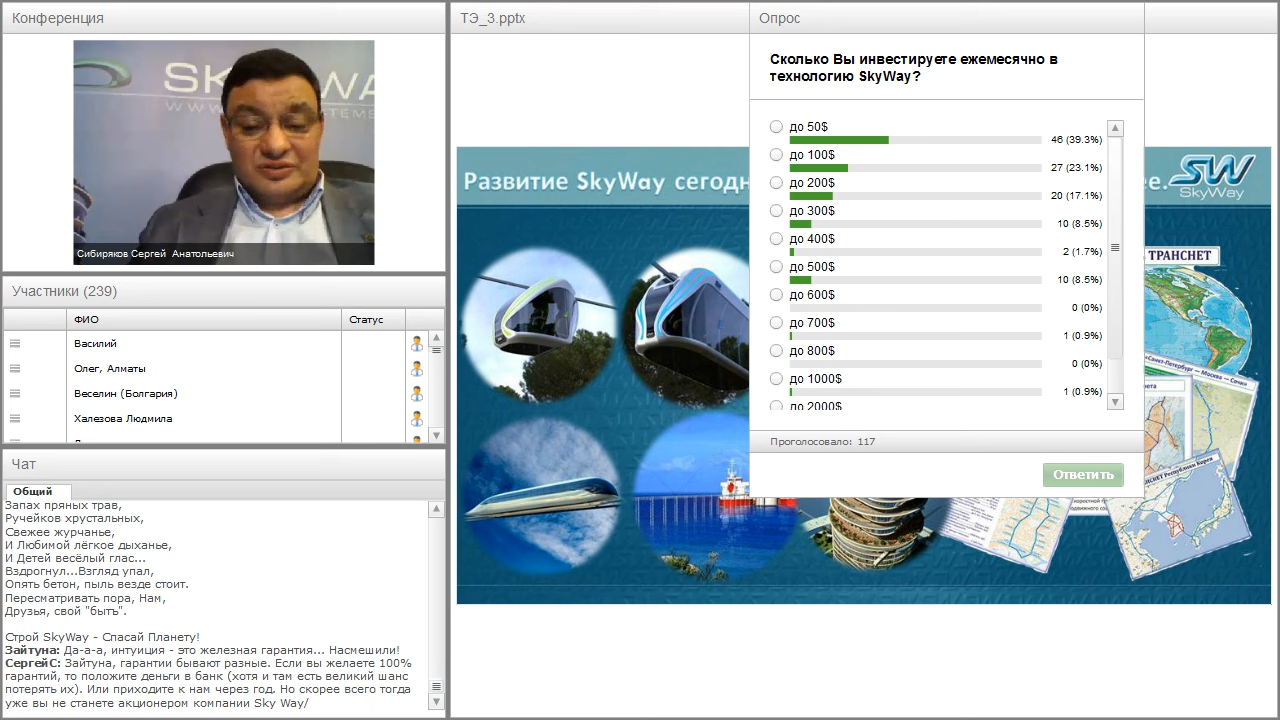 Конференция
SKYWA
WWW
STEMS
Сибиряков Сергей Анатольевич
Участники (239)
ФИО
Статус
Василий
Олег, Алматы
Веселин (Болгария)
Халезова Людмила
Чат
Общий
Запах пряных трав,
Ручейков хрустальных,
Свежее журчанье,
И Любимой лёгкое дыханье,
И Детей весёлый глас...
Вздрогнул...Взгляд упал,
Опять бетон, пыль везде стоит.
Пересматривать пора, Нам,
Друзья, свой "быть".
Строй SkyWay - Спасай Планету!
Зайтуна: Да-а-а, интуиция - это железная гарантия... Насмешили!
СергейС: Зайтуна, гарантии бывают разные. Если вы желаете 100%
гарантий, то положите деньги в банк (хотя и там есть великий шанс
потерять их). Или приходите к нам через год. Но скорее всего тогда
уже вы не станете акционером компании Sky Way/
ТЭ_3.pptx
Развитие SkyWay сегодн
ее.
SW
SkyWay
ТРАНСНЕТ
«Санкт-Петербург — Москва — Сочи»
Опрос
Сколько Вы инвестируете ежемесячно в
технологию SkyWay?
до 50$
46 (39.3%)
до 100$
27 (23.1%)
до 200$
20 (17.1%)
до 300$
10 (8.5%)
до 400$
2 (1.7%)
до 500$
10 (8.5%)
до 600$
0 (0%)
до 700$
1 (0.9%)
до 800$
0 (0%)
до 1000$
1 (0.9%)
до 2000$
Проголосовало: 117
Ответить